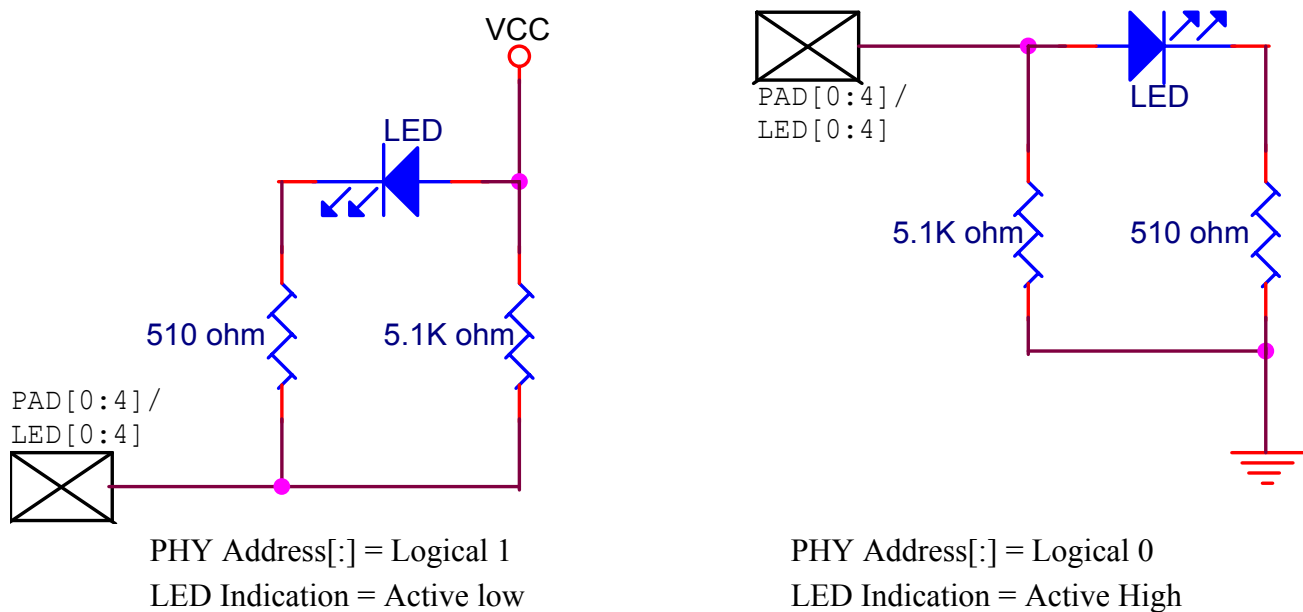 VCC
LED
510 ohm
5.1K ohm
PAD[0:4]/
LED[0:4]
PHY Address[:] = Logical 1
LED Indication = Active low
PAD[0:4]/
LED[0:4]
LED
5.1K ohm
510 ohm
PHY Address[:] = Logical 0
LED Indication = Active High